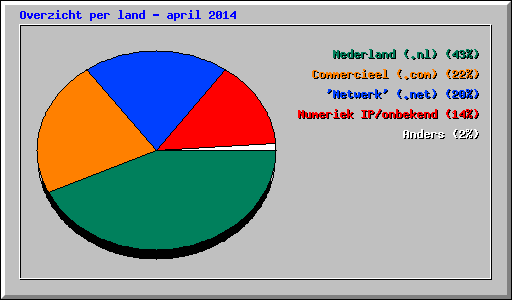 Overzicht per land - april 2014
Nederland (.nl) (43%)
Commercieel (.com) (22%)
'Netwerk' (.net) (20%)
Numeriek IP/onbekend (14%)
Anders (2%)